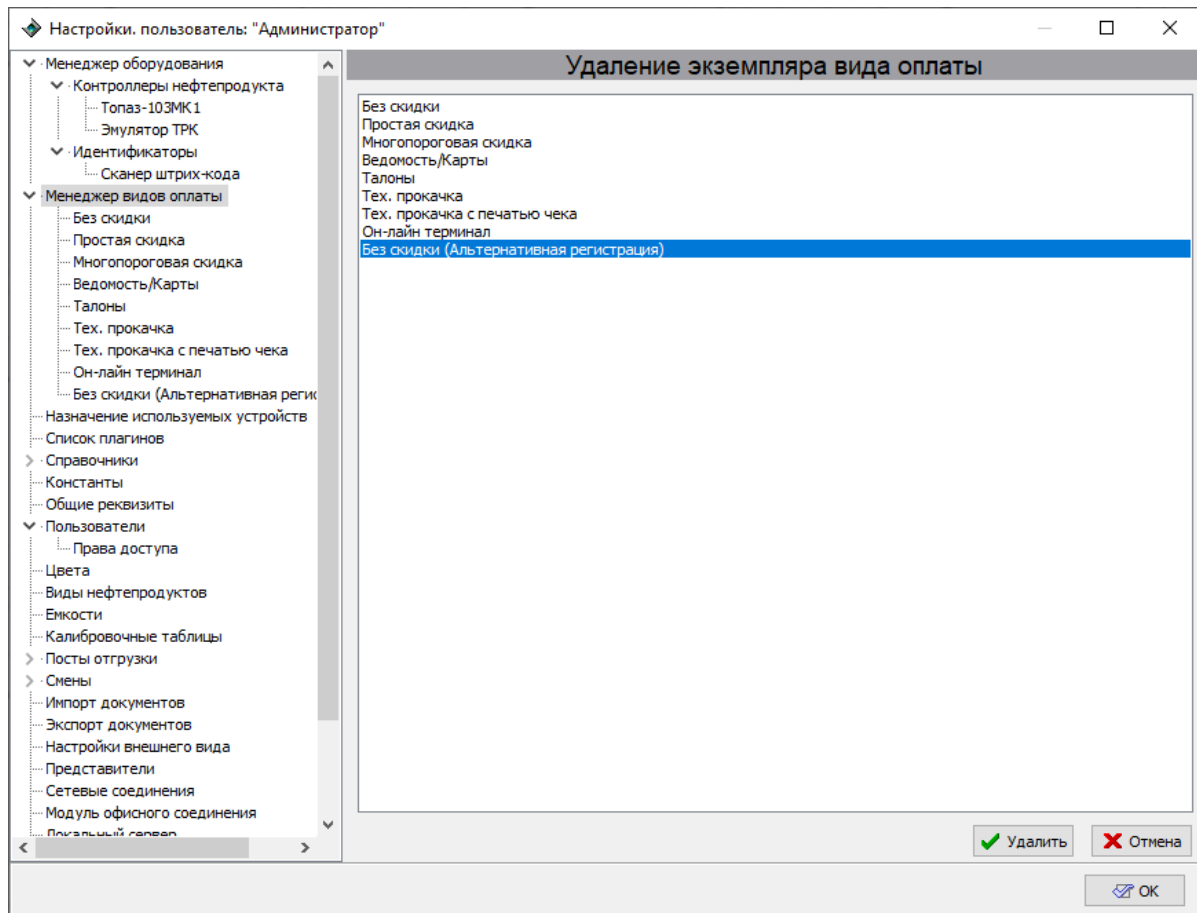 Настройки. пользователь: "Администратор"
Менеджер оборудования
Контроллеры нефтепродукта
Топаз-103МК1
Эмулятор ТРК
Идентификаторы
Сканер штрих-кода
Менеджер видов оплаты
Без скидки
Простая скидка
Многопороговая скидка
Ведомость/Карты
Талоны
Тех. прокачка
Тех. прокачка с печатью чека
Он-лайн терминал
Без скидки (Альтернативная регис
Назначение используемых устройств
Список плагинов
Справочники
Константы
Общие реквизиты
Пользователи
Права доступа
Цвета
Виды нефтепродуктов
Емкости
Калибровочные таблицы
Посты отгрузки
Смены
Импорт документов
Экспорт документов
Настройки внешнего вида
Представители
Сетевые соединения
Модуль офисного соединения
Локальный сервер
Удаление экземпляра вида оплаты
Без скидки
Простая скидка
Многопороговая скидка
Ведомость/Карты
Талоны
Тех. прокачка
Тех. прокачка с печатью чека
Он-лайн терминал
Без скидки (Альтернативная регистрация)
Удалить
Отмена
ОК